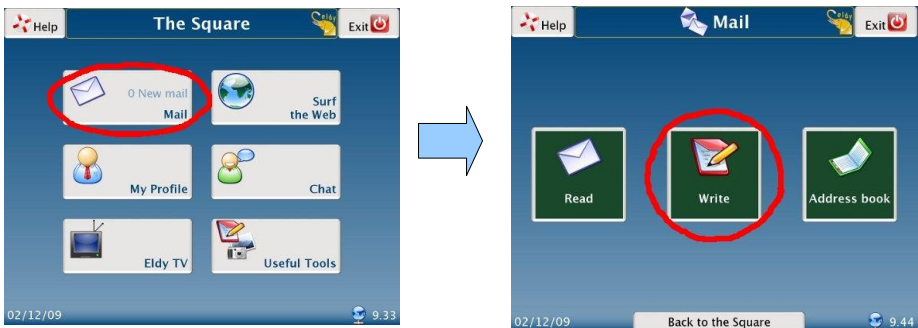 Help
The Square
Eldy
Exit
0 New mail
Mail
Surf
the Web
My Profile
Chat
Eldy TV
Useful Tools
02/12/09
9.33
Help
Mail
Eldy
Exit
Read
Write
Address book
02/12/09
Back to the Square
9.44